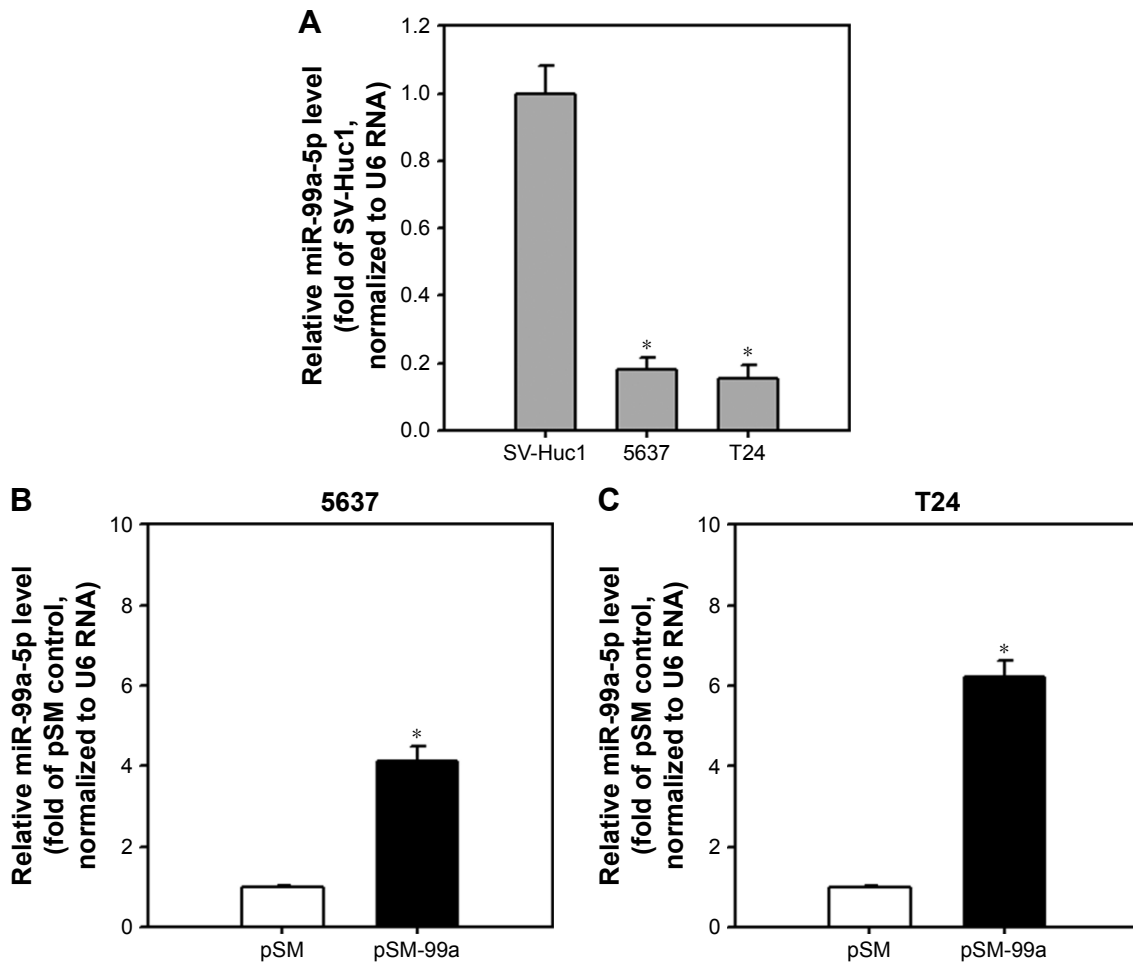 A
Relative miR-99a-5p level
(fold of SV-Huc1,
normalized to U6 RNA)
1.2
1.0
0.8
0.6
0.4
0.2
0.0
*
*
SV-Huc1 5637 T24
B
5637
Relative miR-99a-5p level
(fold of pSM control,
normalized to U6 RNA)
10
8
6
4
2
0
*
pSM pSM-99a
C
T24
Relative miR-99a-5p level
(fold of pSM control,
normalized to U6 RNA)
10
8
6
4
2
0
*
pSM pSM-99a